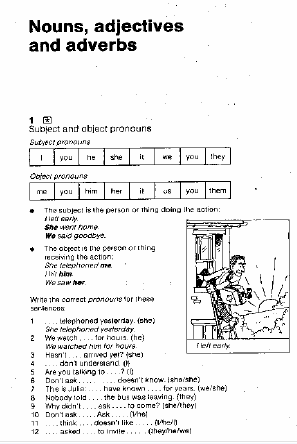 Nouns, adjectives
and adverbs
1
Subject and object pronouns
Subject pronouns
I you he she it we you they
Object pronouns
me you him her it us you them
● The subject is the person or thing doing the action:
I left early.
She went home.
We said goodbye.
● The object is the person or thing
receiving the action:
She telephoned me.
I hit him.
We saw her.
I left early.
Write the correct pronouns for these
sentences.
1 .... telephoned yesterday. (she)
She telephoned yesterday.
2 We watched .... for hours. (he)
We watched him for hours.
3 Hasn't .... arrived yet? (she)
4 .... don't understand. (I)
5 Are you talking to ....? (I)
6 Don't ask .... .... doesn't know. (she/she)
7 This is Julia: .... have known .... for years. (we/she)
8 Nobody told .... the bus was leaving. (they)
9 Why didn't .... ask .... to come? (she/they)
10 Don't ask .... Ask .... (I/he)
11 .... think .... doesn't like .... (I/he/I)
12 .... asked .... to invite .... (they/he/we)